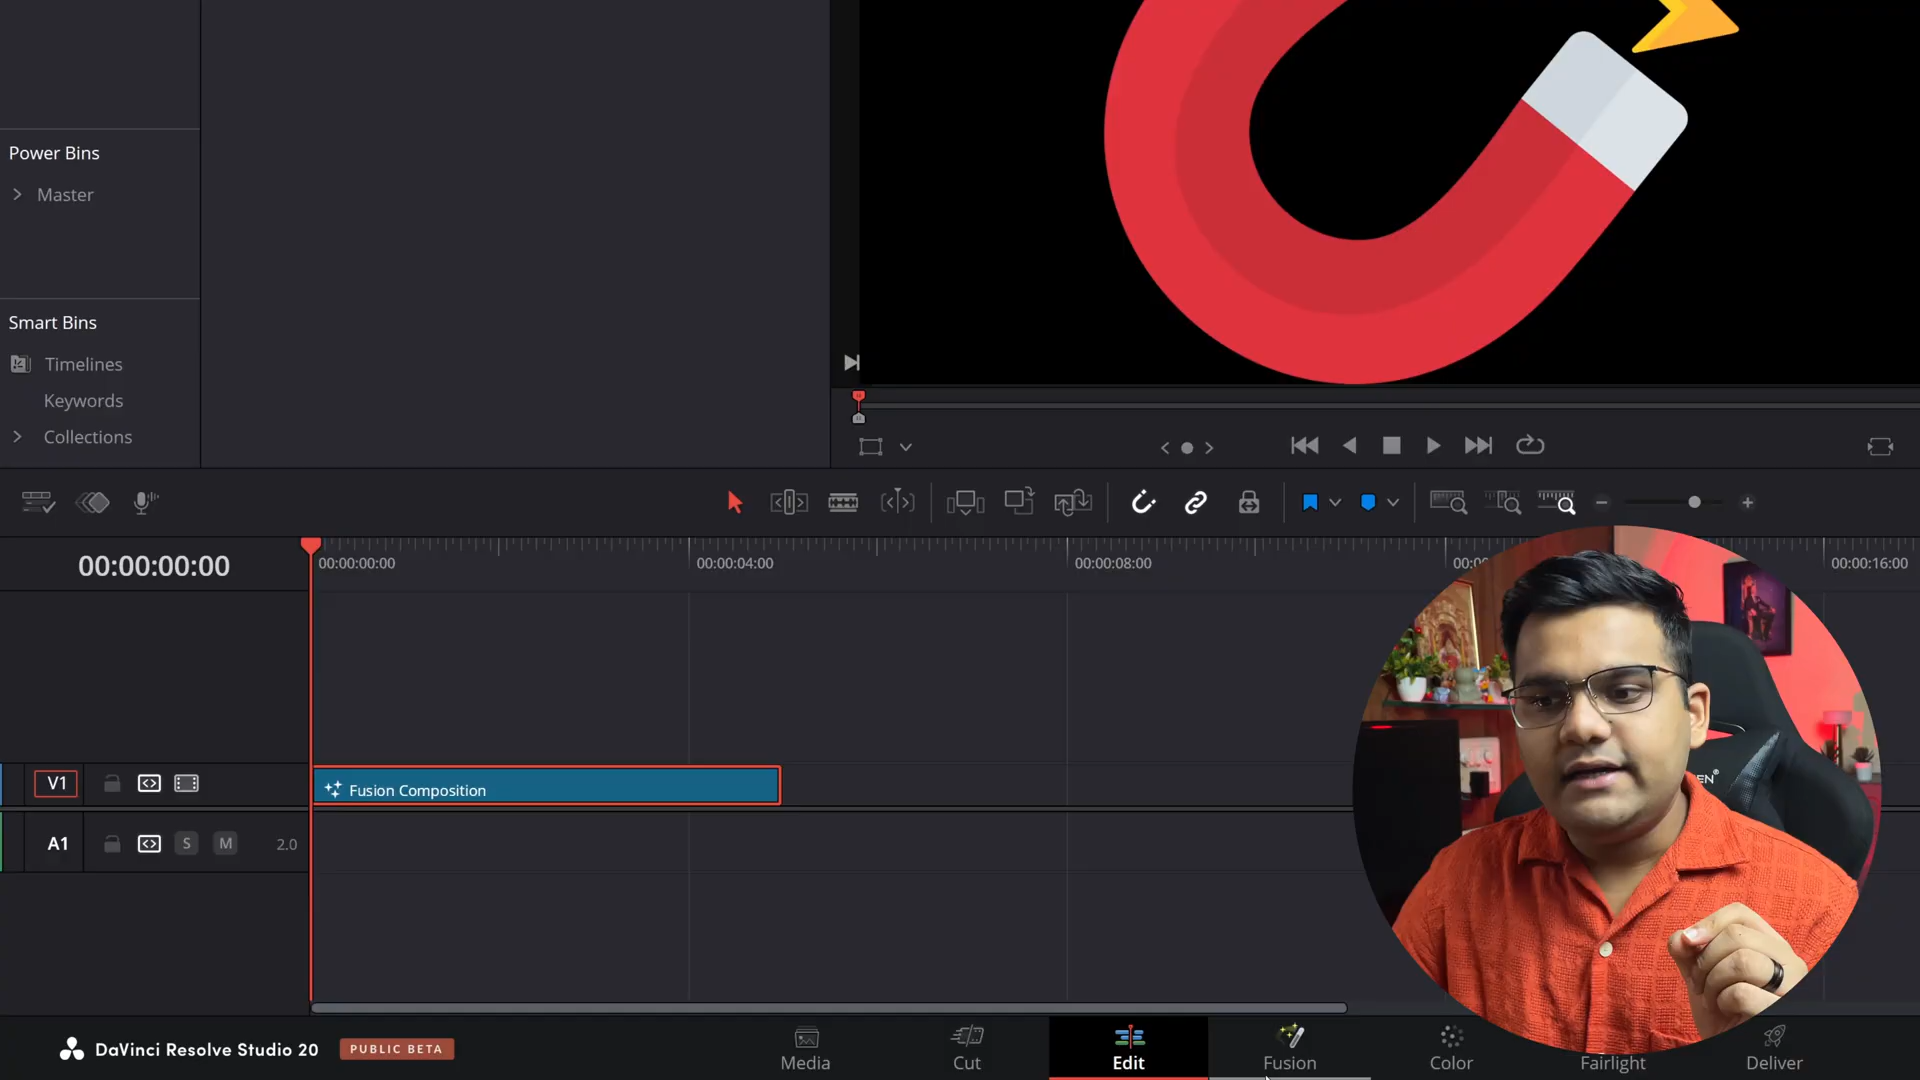 Power Bins
Master
Smart Bins
Timelines
Keywords
Collections
00:00:00:00
00:00:00:00
00:00:04:00
00:00:08:00
00:00:16:00
V1
Fusion Composition
A1
S
M
2.0
DaVinci Resolve Studio 20
PUBLIC BETA
Media
Cut
Edit
Fusion
Color
Fairlight
Deliver